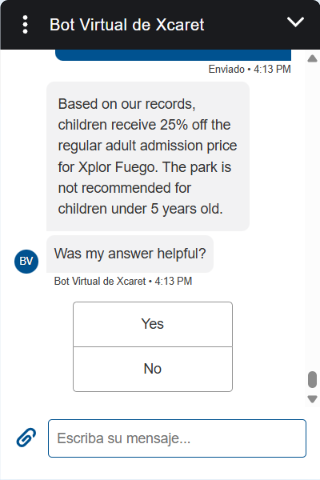 Bot Virtual de Xcaret
Enviado • 4:13 PM
Based on our records,
children receive 25% off the
regular adult admission price
for Xplor Fuego. The park is
not recommended for
children under 5 years old.
Was my answer helpful?
BV
Bot Virtual de Xcaret • 4:13 PM
Yes
No
Escriba su mensaje...